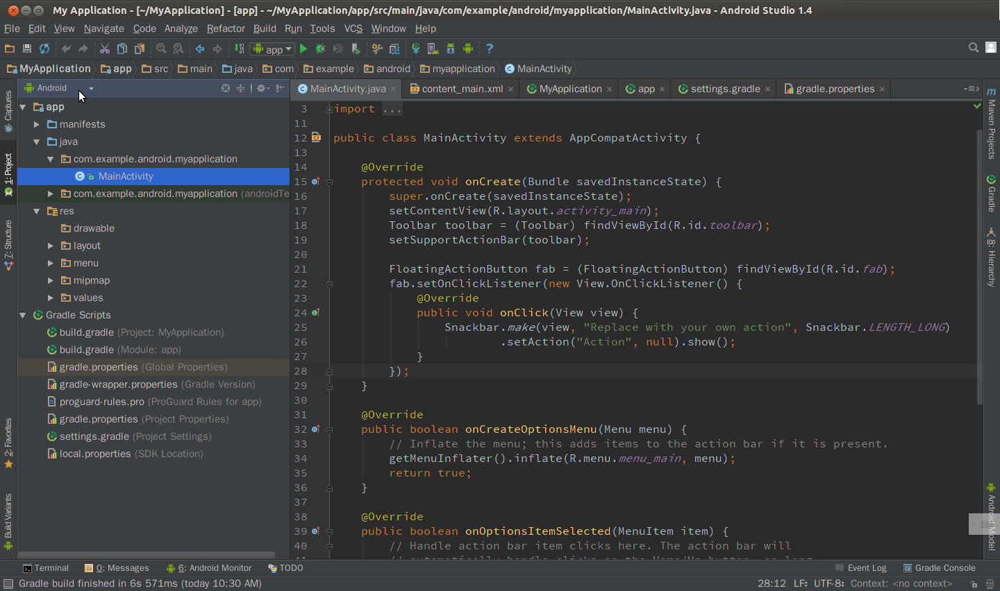 My Application - [~/MyApplication] - [app] - ~/MyApplication/app/src/main/java/com/example/android/myapplication/MainActivity.java - Android Studio 1.4
File Edit View Navigate Code Analyze Refactor Build Run Tools VCS Window Help
app
MyApplication app src main java com example android myapplication MainActivity
Android
MainActivity.java content_main.xml MyApplication app settings.gradle gradle.properties
Captures
1: Project
7: Structure
2: Favorites
Build Variants
app
manifests
java
com.example.android.myapplication
MainActivity
com.example.android.myapplication (androidTe
res
drawable
layout
menu
mipmap
values
Gradle Scripts
build.gradle (Project: MyApplication)
build.gradle (Module: app)
gradle.properties (Global Properties)
gradle-wrapper.properties (Gradle Version)
proguard-rules.pro (ProGuard Rules for app)
gradle.properties (Project Properties)
settings.gradle (Project Settings)
local.properties (SDK Location)
3 import ...
11
12 public class MainActivity extends AppCompatActivity {
13
14 @Override
15 protected void onCreate(Bundle savedInstanceState) {
16 super.onCreate(savedInstanceState);
17 setContentView(R.layout.activity_main);
18 Toolbar toolbar = (Toolbar) findViewById(R.id.toolbar);
19 setSupportActionBar(toolbar);
20
21 FloatingActionButton fab = (FloatingActionButton) findViewById(R.id.fab);
22 fab.setOnClickListener(new View.OnClickListener() {
23 @Override
24 public void onClick(View view) {
25 Snackbar.make(view, "Replace with your own action", Snackbar.LENGTH_LONG)
26 .setAction("Action", null).show();
27 }
28 });
29 }
30
31 @Override
32 public boolean onCreateOptionsMenu(Menu menu) {
33 // Inflate the menu; this adds items to the action bar if it is present.
34 getMenuInflater().inflate(R.menu.menu_main, menu);
35 return true;
36 }
37
38 @Override
39 public boolean onOptionsItemSelected(MenuItem item) {
40 // Handle action bar item clicks here. The action bar will
Maven Projects
Gradle
8: Hierarchy
Android Model
Terminal 0: Messages 6: Android Monitor TODO Event Log Gradle Console
Gradle build finished in 6s 571ms (today 10:30 AM) 28:12 LF UTF-8 Context: <no context>